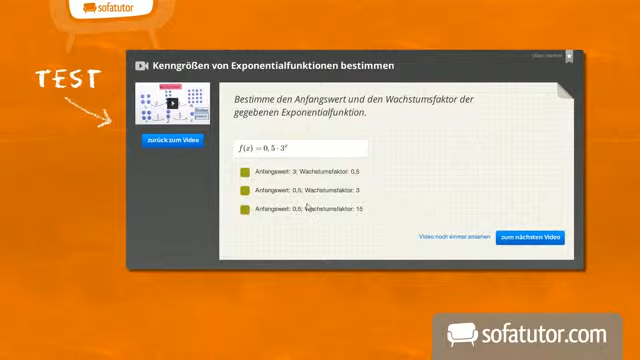 sofatutor
TEST
Video ansehen
Kenngrößen von Exponentialfunktionen bestimmen
Bestimme den Anfangswert und den Wachstumsfaktor der
gegebenen Exponentialfunktion.
zurück zum Video
f(x) = 0,5 · 3ˣ
Anfangswert: 3; Wachstumsfaktor: 0,5
Anfangswert: 0,5; Wachstumsfaktor: 3
Anfangswert: 0,5; Wachstumsfaktor: 15
Video noch einmal ansehen
zum nächsten Video
sofatutor.com